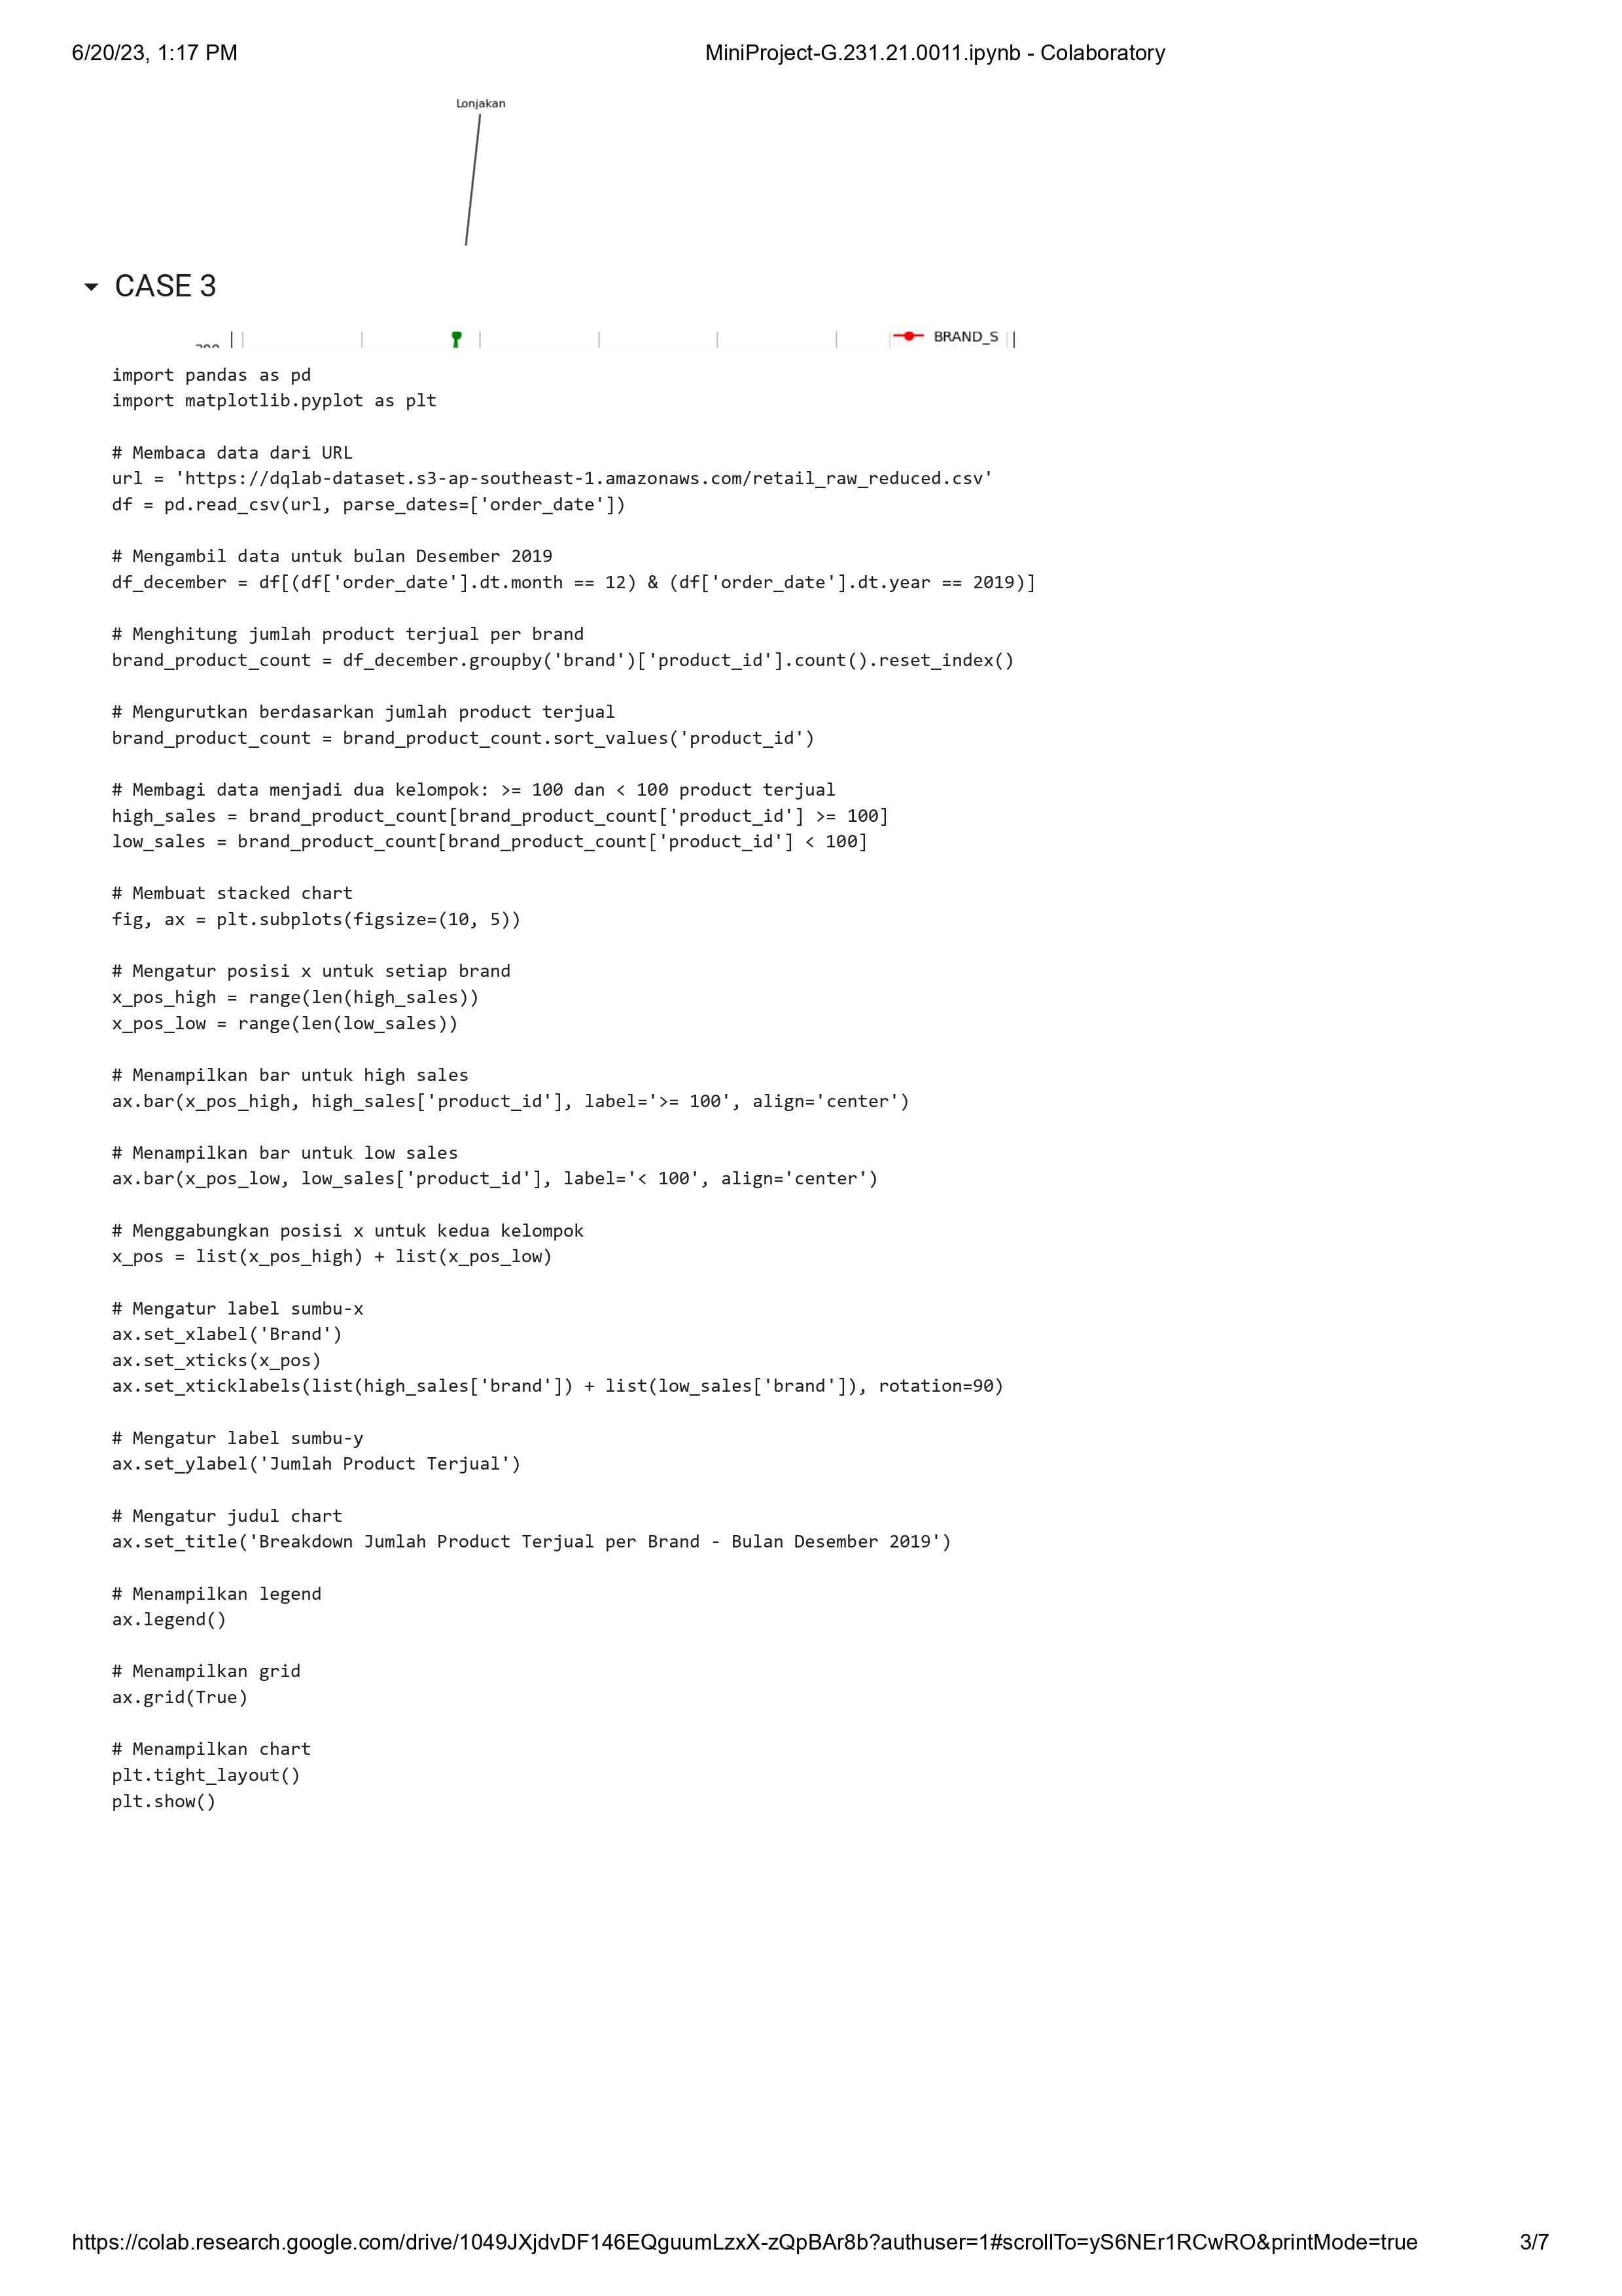 6/20/23, 1:17 PM
MiniProject-G.231.21.0011.ipynb - Colaboratory
Lonjakan
CASE 3
BRAND_S
import pandas as pd
import matplotlib.pyplot as plt
# Membaca data dari URL
url = 'https://dqlab-dataset.s3-ap-southeast-1.amazonaws.com/retail_raw_reduced.csv'
df = pd.read_csv(url, parse_dates=['order_date'])
# Mengambil data untuk bulan Desember 2019
df_december = df[(df['order_date'].dt.month == 12) & (df['order_date'].dt.year == 2019)]
# Menghitung jumlah product terjual per brand
brand_product_count = df_december.groupby('brand')['product_id'].count().reset_index()
# Mengurutkan berdasarkan jumlah product terjual
brand_product_count = brand_product_count.sort_values('product_id')
# Membagi data menjadi dua kelompok: >= 100 dan < 100 product terjual
high_sales = brand_product_count[brand_product_count['product_id'] >= 100]
low_sales = brand_product_count[brand_product_count['product_id'] < 100]
# Membuat stacked chart
fig, ax = plt.subplots(figsize=(10, 5))
# Mengatur posisi x untuk setiap brand
x_pos_high = range(len(high_sales))
x_pos_low = range(len(low_sales))
# Menampilkan bar untuk high sales
ax.bar(x_pos_high, high_sales['product_id'], label='>= 100', align='center')
# Menampilkan bar untuk low sales
ax.bar(x_pos_low, low_sales['product_id'], label='< 100', align='center')
# Menggabungkan posisi x untuk kedua kelompok
x_pos = list(x_pos_high) + list(x_pos_low)
# Mengatur label sumbu-x
ax.set_xlabel('Brand')
ax.set_xticks(x_pos)
ax.set_xticklabels(list(high_sales['brand']) + list(low_sales['brand']), rotation=90)
# Mengatur label sumbu-y
ax.set_ylabel('Jumlah Product Terjual')
# Mengatur judul chart
ax.set_title('Breakdown Jumlah Product Terjual per Brand - Bulan Desember 2019')
# Menampilkan legend
ax.legend()
# Menampilkan grid
ax.grid(True)
# Menampilkan chart
plt.tight_layout()
plt.show()
https://colab.research.google.com/drive/1049JXjdvDF146EQguumLzxX-zQpBAr8b?authuser=1#scrollTo=yS6NEr1RCwRO&printMode=true
3/7